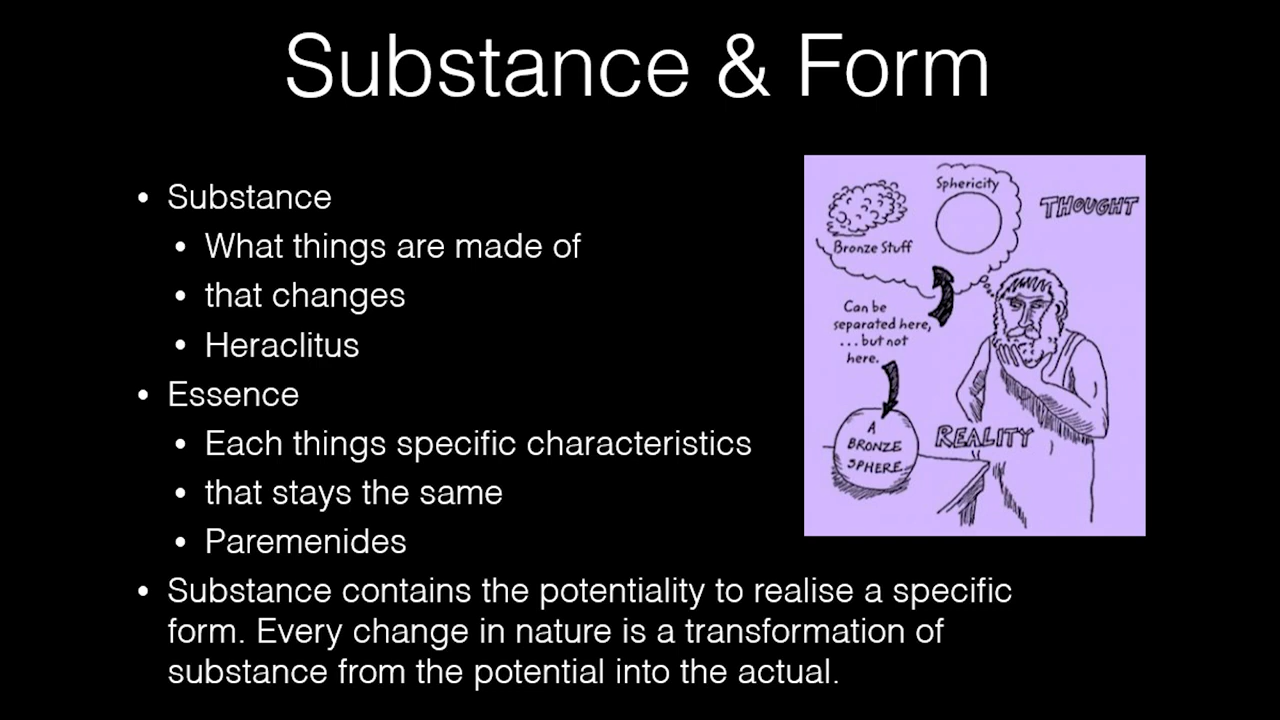 Substance & Form
• Substance
• What things are made of
• that changes
• Heraclitus
• Essence
• Each things specific characteristics
• that stays the same
• Paremenides
• Substance contains the potentiality to realise a specific
form. Every change in nature is a transformation of
substance from the potential into the actual.
Sphericity
THOUGHT
Bronze Stuff
Can be
separated here,
...but not
here.
A
BRONZE
SPHERE
REALITY